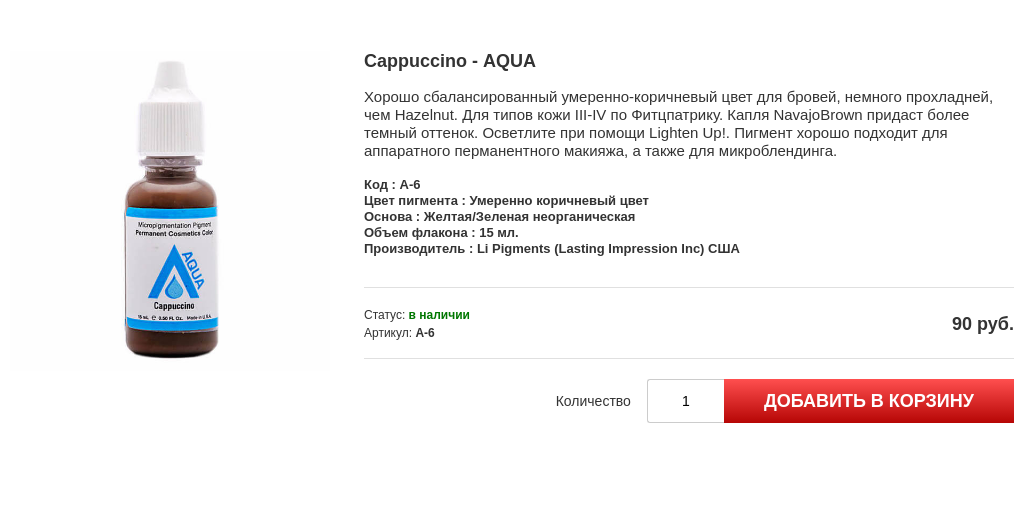 Cappuccino - AQUA
Хорошо сбалансированный умеренно-коричневый цвет для бровей, немного прохладней,
чем Hazelnut. Для типов кожи III-IV по Фитцпатрику. Капля NavajoBrown придаст более
темный оттенок. Осветлите при помощи Lighten Up!. Пигмент хорошо подходит для
аппаратного перманентного макияжа, а также для микроблендинга.
Код : А-6
Цвет пигмента : Умеренно коричневый цвет
Основа : Желтая/Зеленая неорганическая
Объем флакона : 15 мл.
Производитель : Li Pigments (Lasting Impression Inc) США
Статус: в наличии
Артикул: А-6
90 руб.
Количество
1
ДОБАВИТЬ В КОРЗИНУ
Micropigmentation Pigment
Permanent Cosmetics Color
AQUA
Cappuccino
15 mL ℮ 0.50 Fl. Oz. Made in U.S.A.